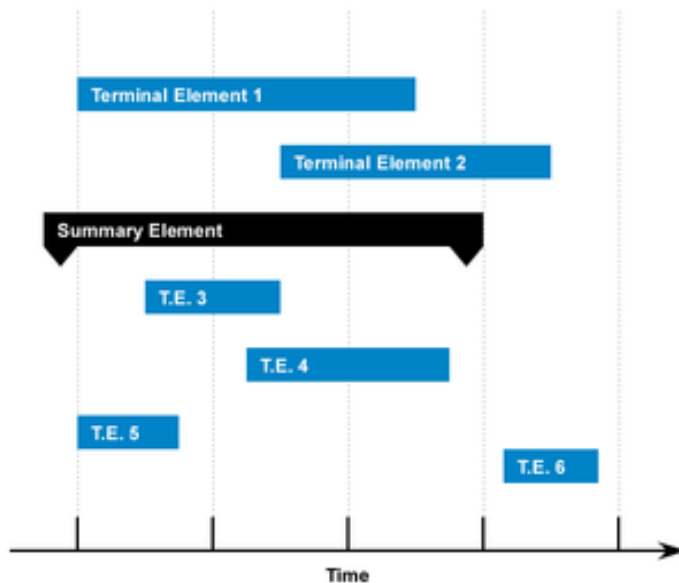 Terminal Element 1
Terminal Element 2
Summary Element
T.E. 3
T.E. 4
T.E. 5
T.E. 6
Time